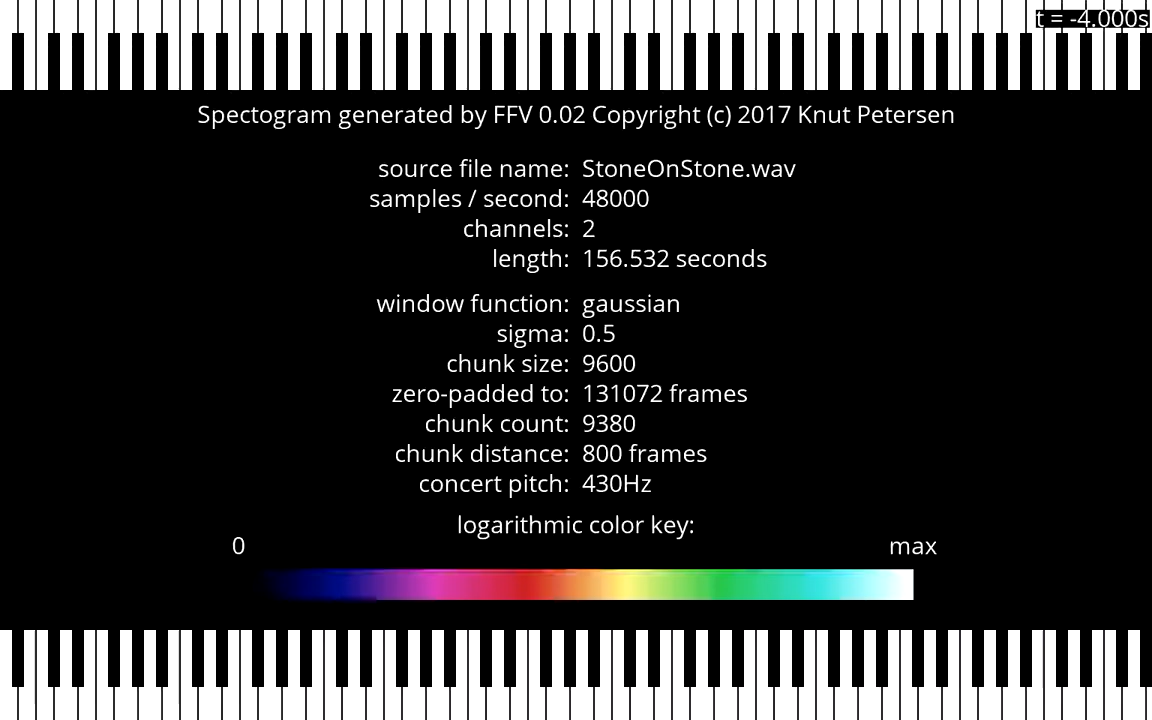 t = -4.000s
Spectogram generated by FFV 0.02 Copyright (c) 2017 Knut Petersen
source file name: StoneOnStone.wav
samples / second: 48000
channels: 2
length: 156.532 seconds
window function: gaussian
sigma: 0.5
chunk size: 9600
zero-padded to: 131072 frames
chunk count: 9380
chunk distance: 800 frames
concert pitch: 430Hz
logarithmic color key:
0 max